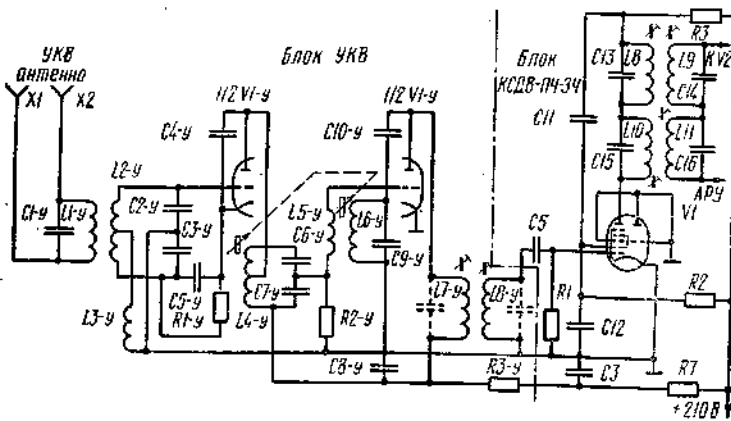 УКВ
антенно
X1
X2
Блок УКВ
Блок
КСДВ-ПЧ-ЗЧ
R3
1/2 V1-У
1/2 V1-У
C4-У
C10-У
C11
C13
L8
L9
KV2
C14
L10
L11
C15
C16
АРУ
V1
L2-У
C1-У
L1-У
C2-У
C3-У
C5-У
R1-У
L3-У
L5-У
C6-У
L6-У
C9-У
C7-У
L4-У
R2-У
C8-У
L7-У
L8-У
C5
R1
R2
C12
C3
R3-У
R7
+210В